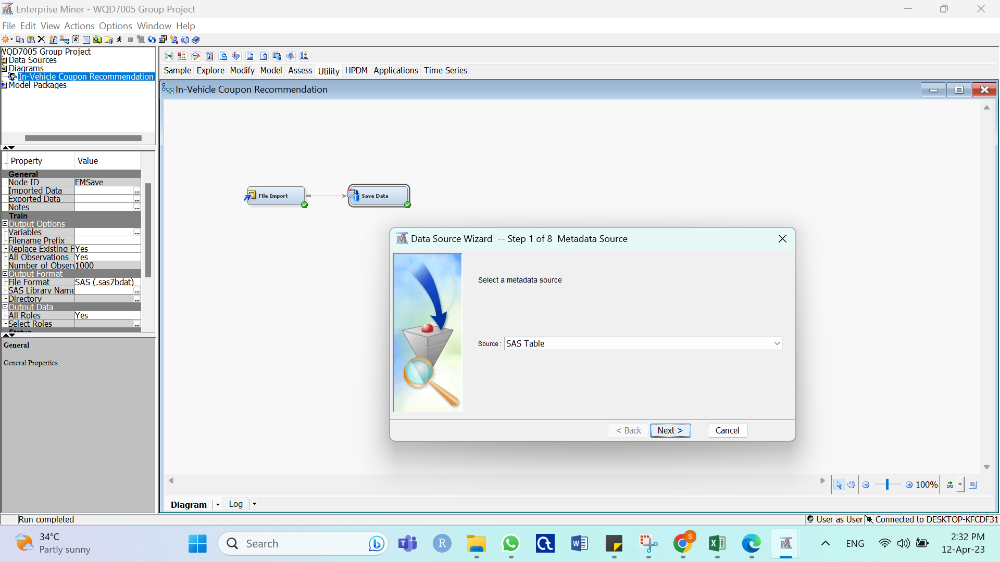 Enterprise Miner - WQD7005 Group Project
File Edit View Actions Options Window Help
WQD7005 Group Project
Data Sources
Diagrams
In-Vehicle Coupon Recommendation
Model Packages
Sample Explore Modify Model Assess Utility HPDM Applications Time Series
In-Vehicle Coupon Recommendation
. Property Value
General
Node ID EMSave
Imported Data ...
Exported Data ...
Notes ...
Train
Output Options
Variables ...
Filename Prefix
Replace Existing F Yes
All Observations Yes
Number of Obser 1000
Output Format
File Format SAS (.sas7bdat)
SAS Library Name ...
Directory ...
Output Data
All Roles Yes
Select Roles ...
Status
General
General Properties
File Import
Save Data
Data Source Wizard -- Step 1 of 8 Metadata Source
Select a metadata source
Source : SAS Table
< Back Next > Cancel
100%
Diagram Log
Run completed
User as User Connected to DESKTOP-KFCDF31
34°C
Partly sunny
Search
ENG
2:32 PM
12-Apr-23